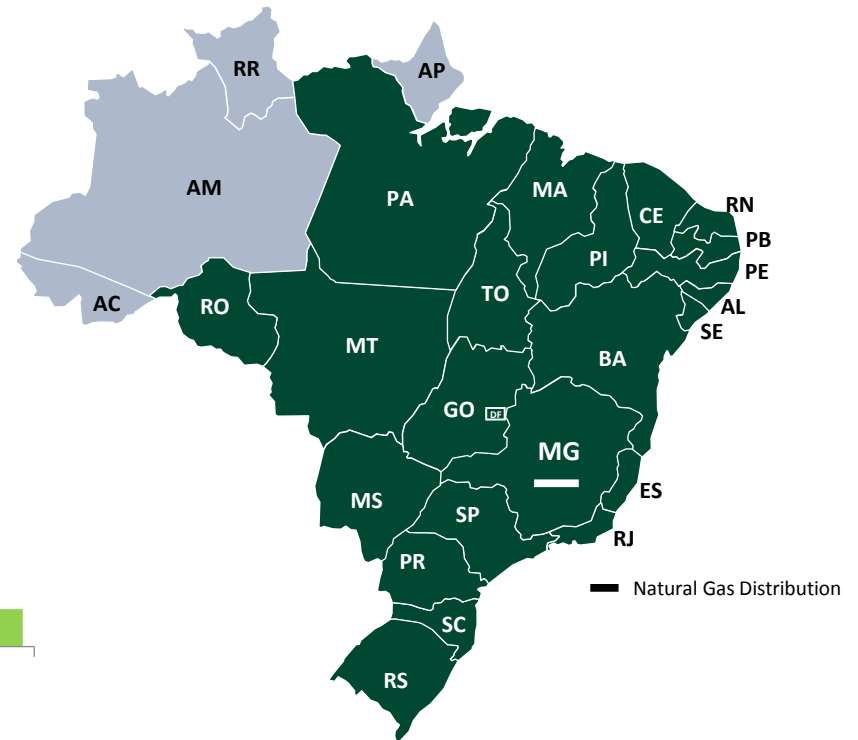 RR
AP
AM
PA
MA
CE
RN
PB
PI
PE
TO
AL
AC
RO
SE
MT
BA
GO
DF
MG
ES
MS
SP
RJ
PR
Natural Gas Distribution
SC
RS